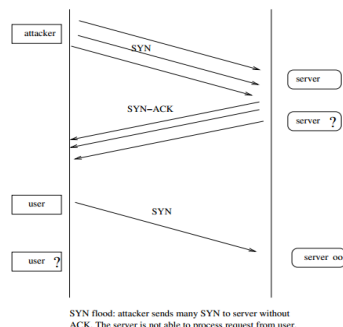 attacker
SYN
server
SYN-ACK
server ?
user
SYN
user ?
server oo
SYN flood: attacker sends many SYN to server without
ACK. The server is not able to process request from user.